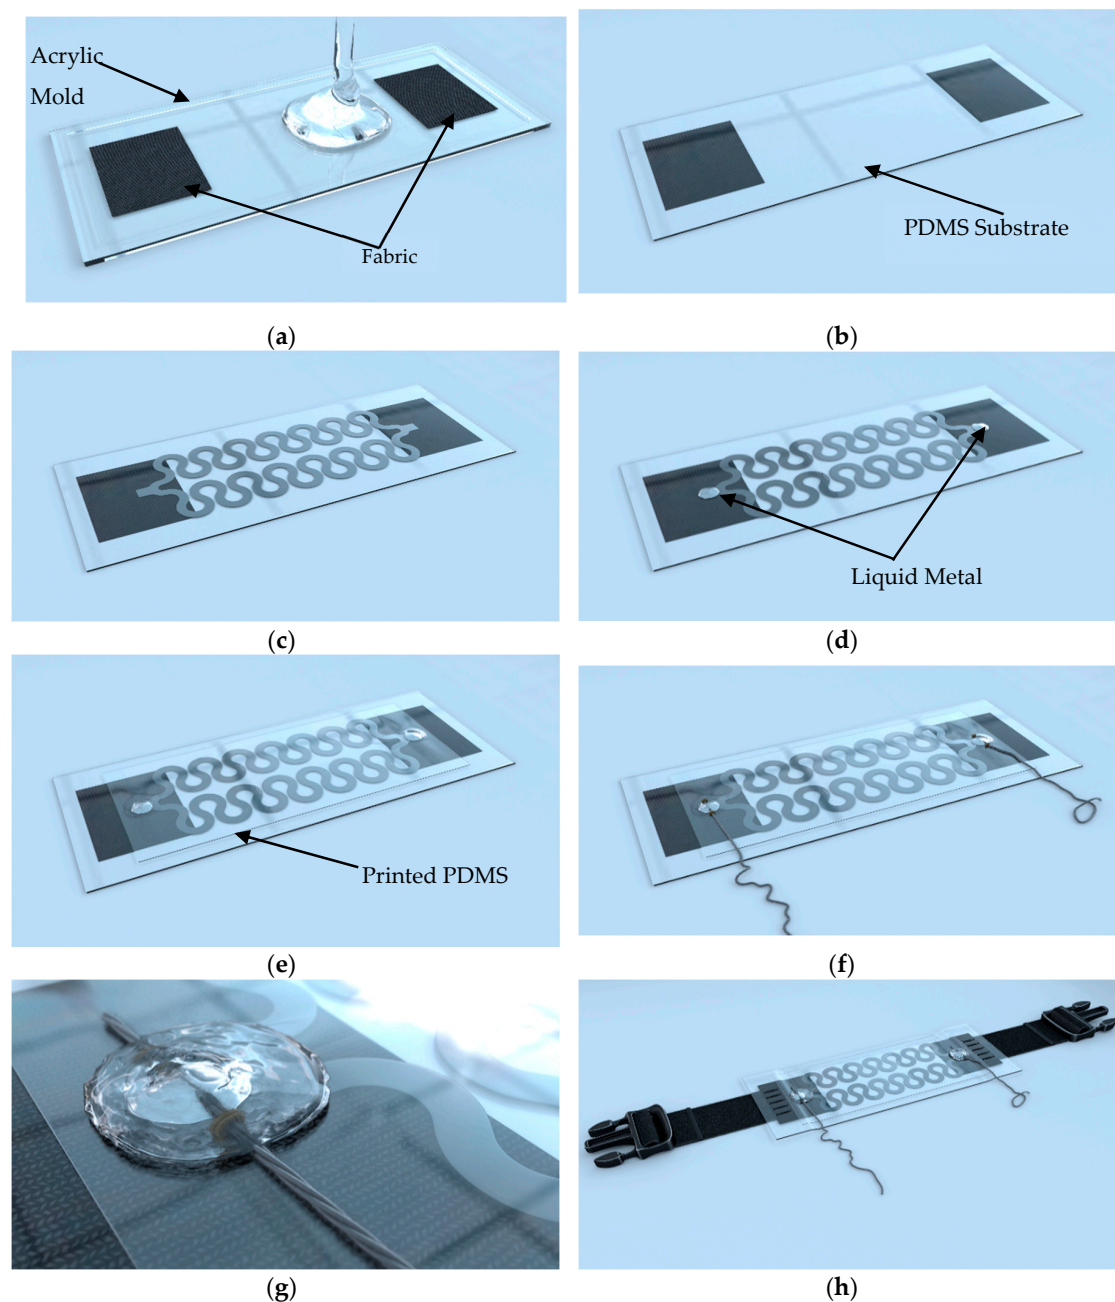 Acrylic
Mold
Fabric
(a)
PDMS Substrate
(b)
(c)
Liquid Metal
(d)
Printed PDMS
(e)
(f)
(g)
(h)